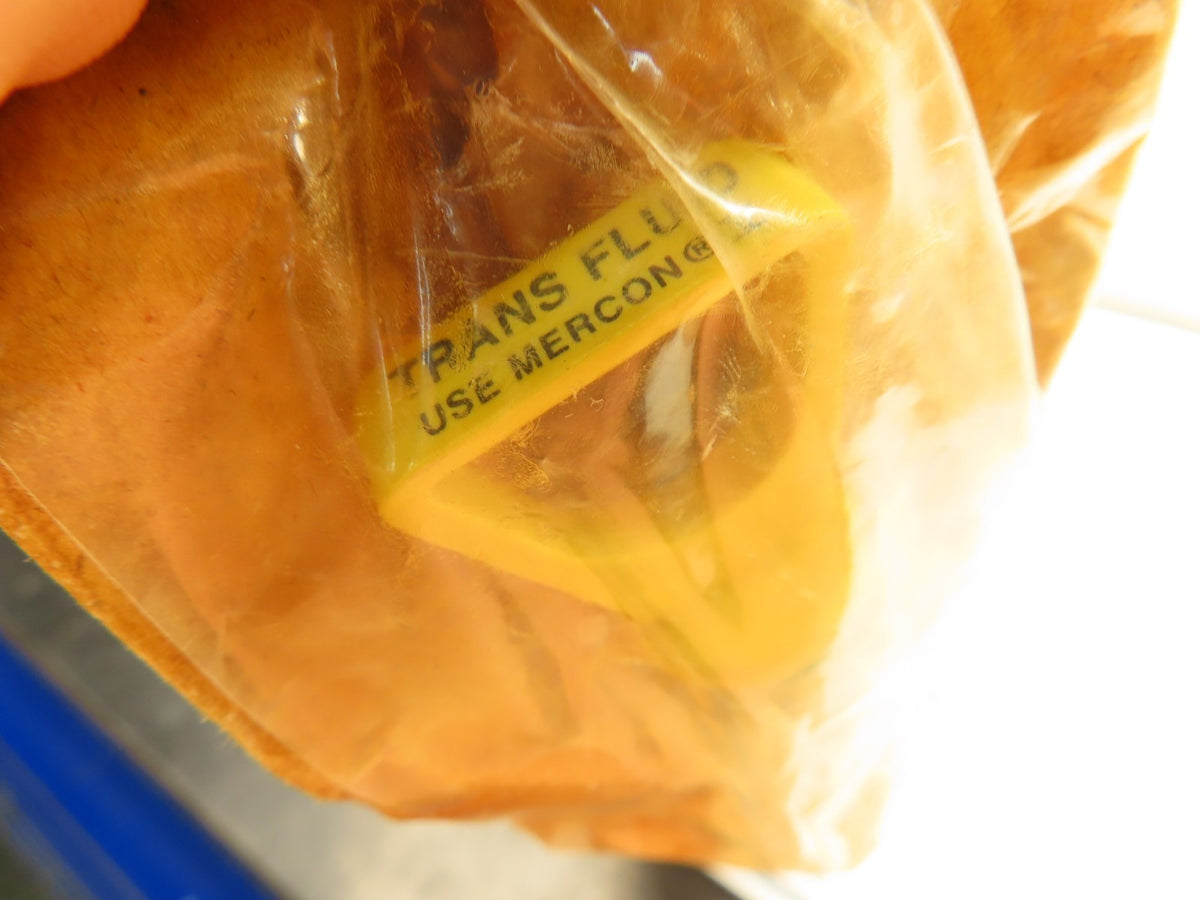 TRANS FLUID
USE MERCON®